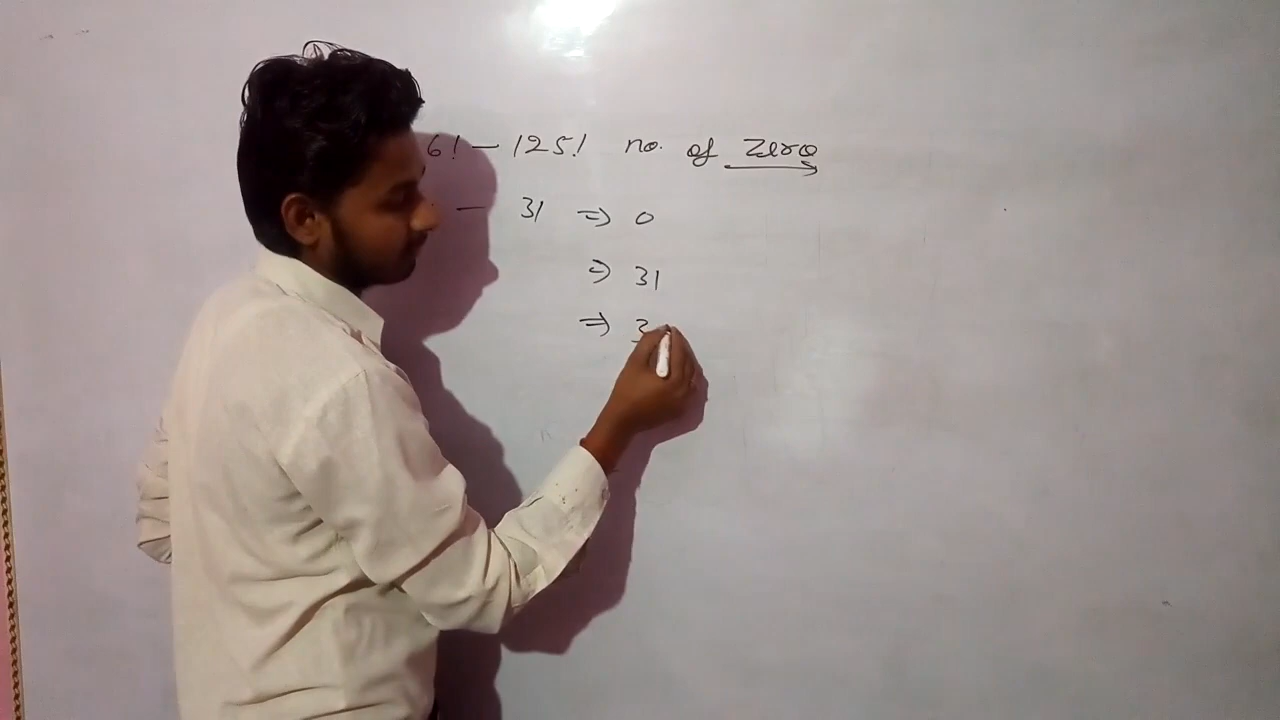 6! - 125! no. of Zero
- 31 ⇒ 0
⇒ 31
⇒ 3